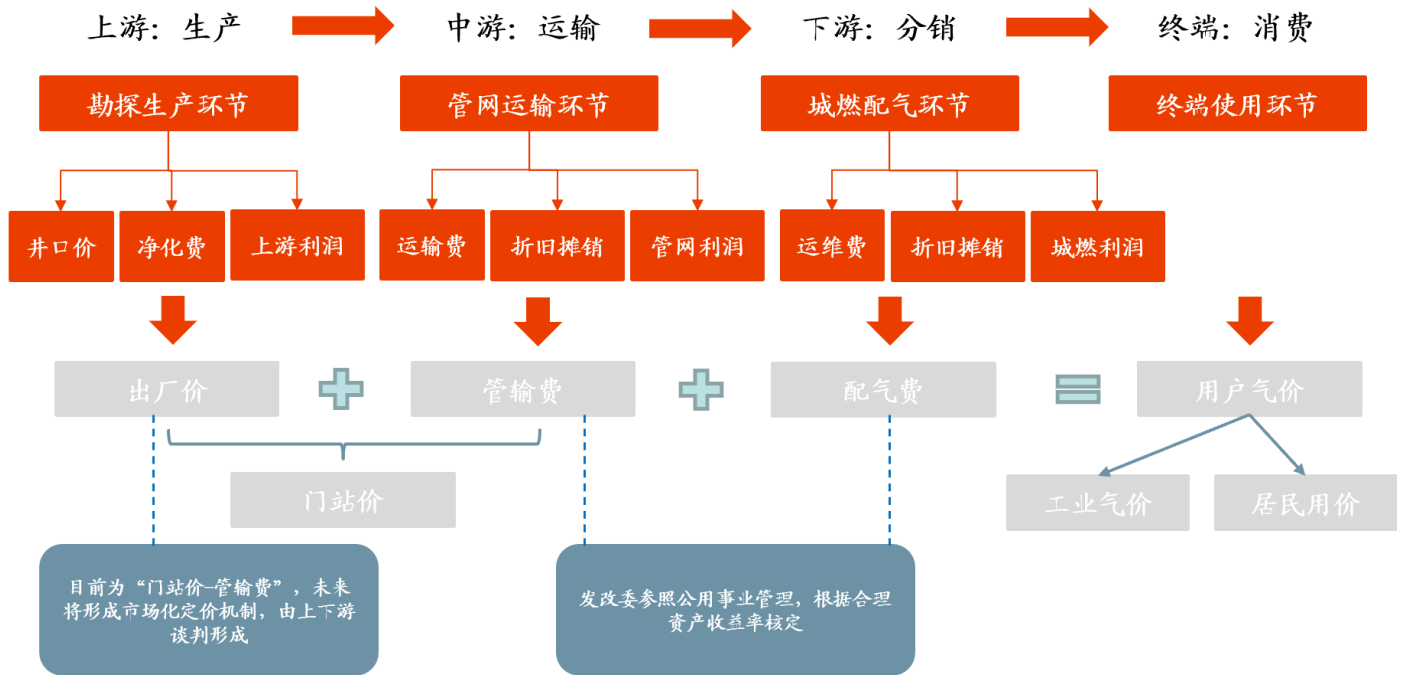 上游：生产
中游：运输
下游：分销
终端：消费
勘探生产环节
管网运输环节
城燃配气环节
终端使用环节
井口价
净化费
上游利润
运输费
折旧摊销
管网利润
运维费
折旧摊销
城燃利润
出厂价
管输费
配气费
用户气价
门站价
工业气价
居民用价
目前为“门站价-管输费”，未来
将形成市场化定价机制，由上下游
谈判形成
发改委参照公用事业管理，根据合理
资产收益率核定